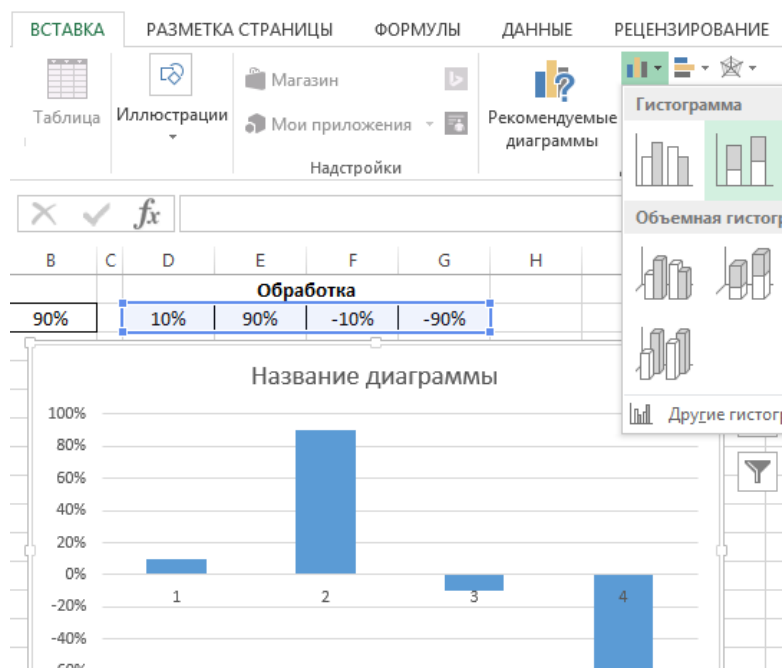 ВСТАВКА РАЗМЕТКА СТРАНИЦЫ ФОРМУЛЫ ДАННЫЕ РЕЦЕНЗИРОВАНИЕ
Таблица
Иллюстрации
Магазин
Мои приложения
Надстройки
Рекомендуемые
диаграммы
Гистограмма
Объемная гистогр
Другие гистогр
fx
B C D E F G H
Обработка
90% 10% 90% -10% -90%
Название диаграммы
100%
80%
60%
40%
20%
0%
-20%
-40%
-60%
1 2 3 4